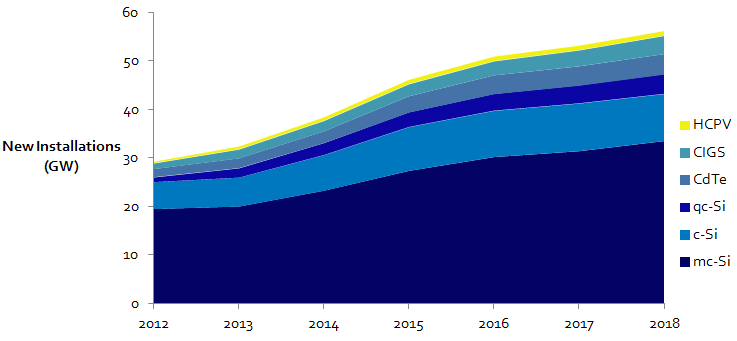 60
50
40
30
20
10
0
New Installations
(GW)
2012 2013 2014 2015 2016 2017 2018
HCPV
CIGS
CdTe
qc-Si
c-Si
mc-Si